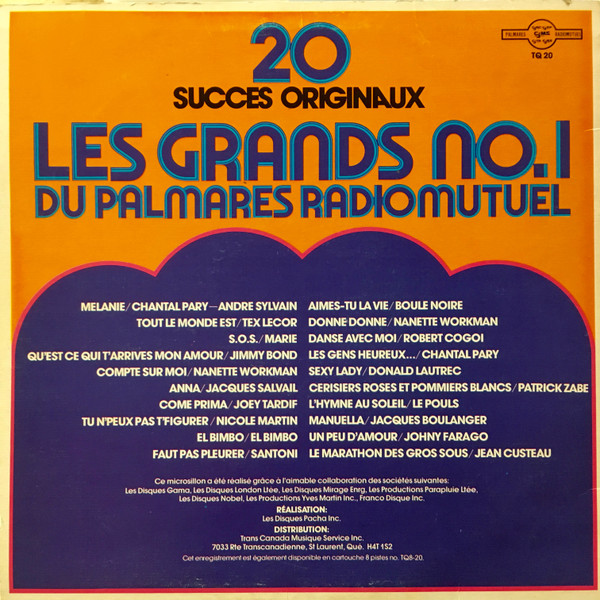 20
SUCCES ORIGINAUX
LES GRANDS NO.1
DU PALMARES RADIOMUTUEL
PALMARES RADIOMUTUEL
TQ 20
MELANIE/CHANTAL PARY—ANDRE SYLVAIN
TOUT LE MONDE EST/TEX LECOR
S.O.S./MARIE
QU'EST CE QUI T'ARRIVES MON AMOUR/JIMMY BOND
COMPTE SUR MOI/NANETTE WORKMAN
ANNA/JACQUES SALVAIL
COME PRIMA/JOEY TARDIF
TU N'PEUX PAS T'FIGURER/NICOLE MARTIN
EL BIMBO/EL BIMBO
FAUT PAS PLEURER/SANTONI
AIMES-TU LA VIE/BOULE NOIRE
DONNE-DONNE/NANETTE WORKMAN
DANSE AVEC MOI/ROBERT COGOI
LES GENS HEUREUX.../CHANTAL PARY
SEXY LADY/DONALD LAUTREC
CERISIERS ROSES ET POMMIERS BLANCS/PATRICK ZABE
L'HYMNE AU SOLEIL/LE POULS
MANUELLA/JACQUES BOULANGER
UN PEU D'AMOUR/JOHNY FARAGO
LE MARATHON DES GROS SOUS/JEAN CUSTEAU
Ce microsillon a été réalisé grâce à l'aimable collaboration des sociétés suivantes:
Les Disques Gama, Les Disques London Ltée, Les Disques Mirage Enrg, Les Productions Parapluie Ltée,
Les Disques Nobel, Les Productions Yves Martin Inc., Franco Disque Inc.
RÉALISATION:
Les Disques Pacha Inc.
DISTRIBUTION:
Trans Canada Musique Service Inc.
7033 Rte Transcanadienne, St Laurent, Qué. H4T 1S2
Cet enregistrement est également disponible en cartouche 8 pistes no. TQ8-20.